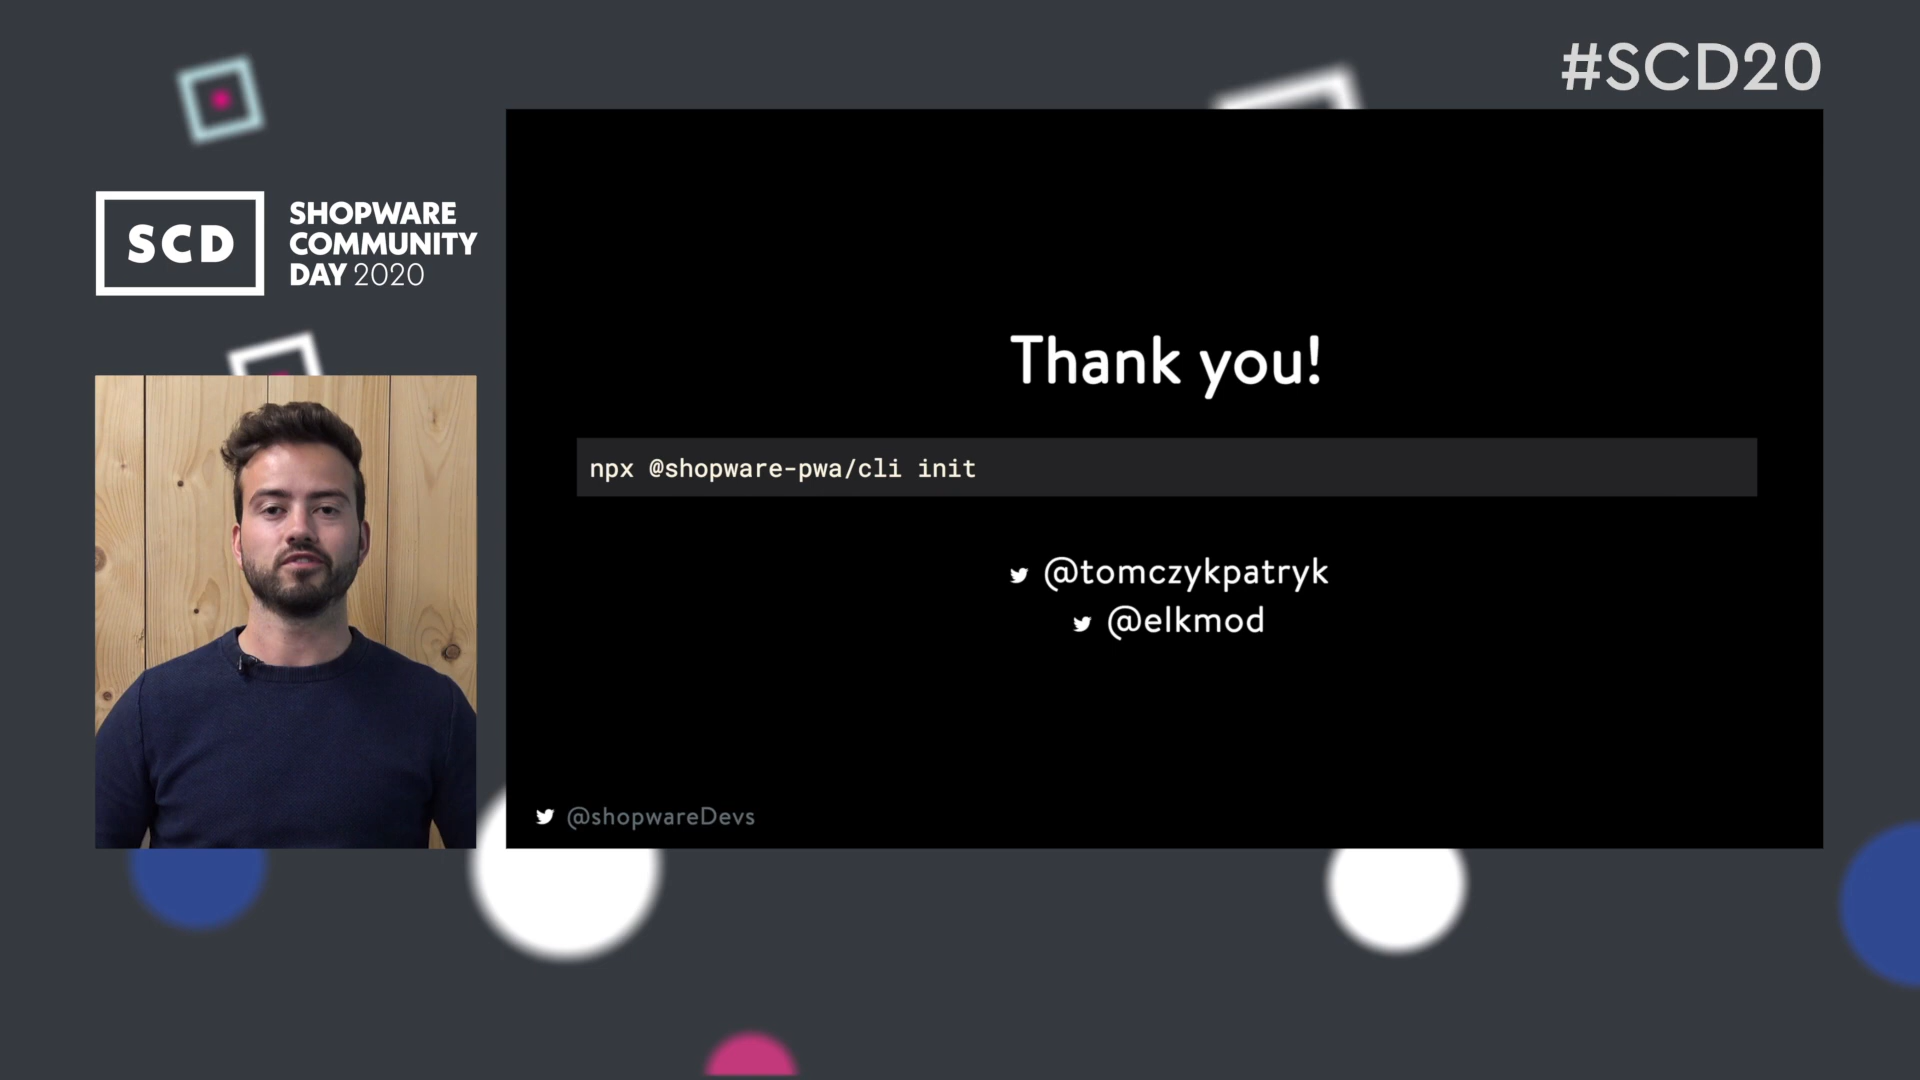 #SCD20
SCD
SHOPWARE
COMMUNITY
DAY 2020
Thank you!
npx @shopware-pwa/cli init
@tomczykpatryk
@elkmod
@shopwareDevs